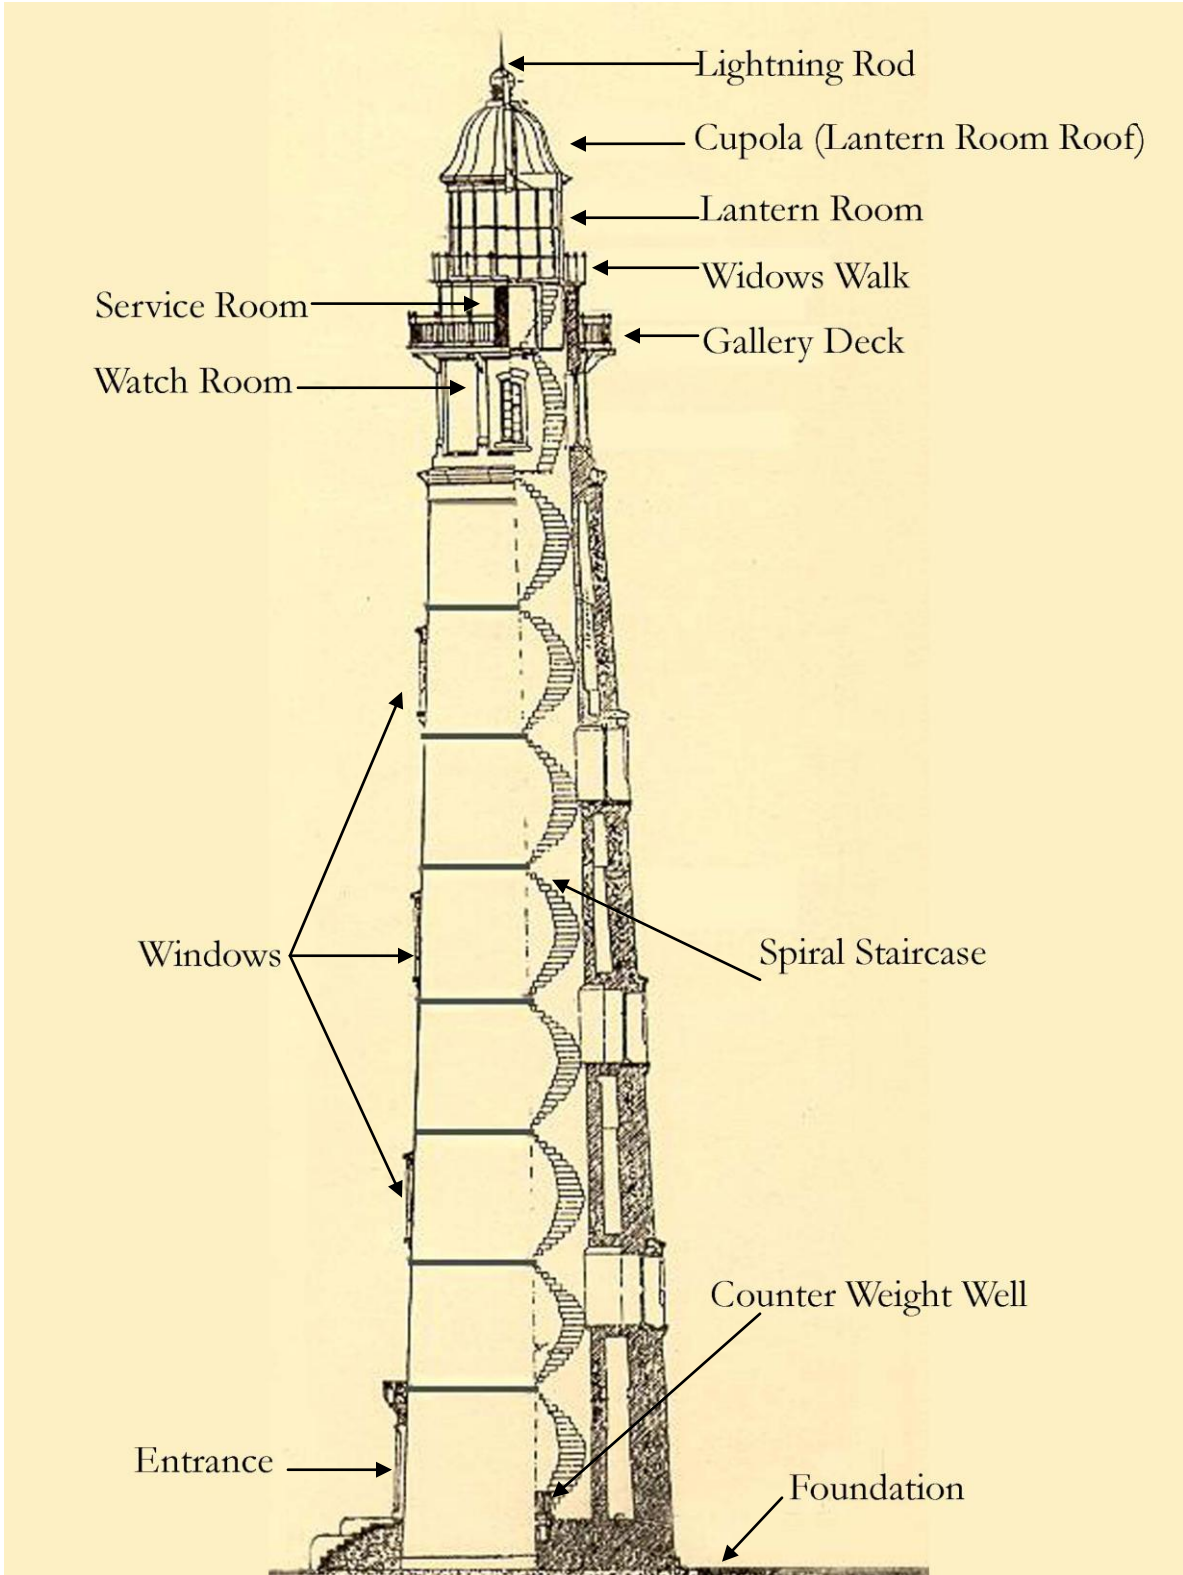 Lightning Rod
Cupola (Lantern Room Roof)
Lantern Room
Widows Walk
Service Room
Gallery Deck
Watch Room
Windows
Spiral Staircase
Counter Weight Well
Entrance
Foundation